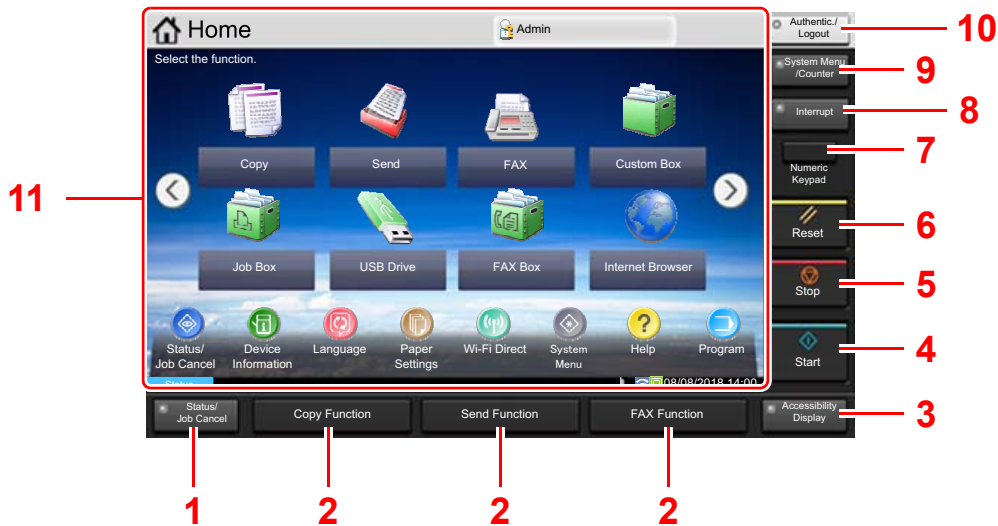 Home
Admin
Authentic./
Logout
10
Select the function.
System Menu
/Counter
9
Interrupt
8
Copy
Send
FAX
Custom Box
7
Numeric
Keypad
11
Reset
6
Job Box
USB Drive
FAX Box
Internet Browser
Stop
5
?
Status/
Job Cancel
Device
Information
Language
Paper
Settings
Wi-Fi Direct
System
Menu
Help
Program
Start
4
Status
08/08/2018 14:00
Status/
Job Cancel
Copy Function
Send Function
FAX Function
Accessibility
Display
3
1
2
2
2